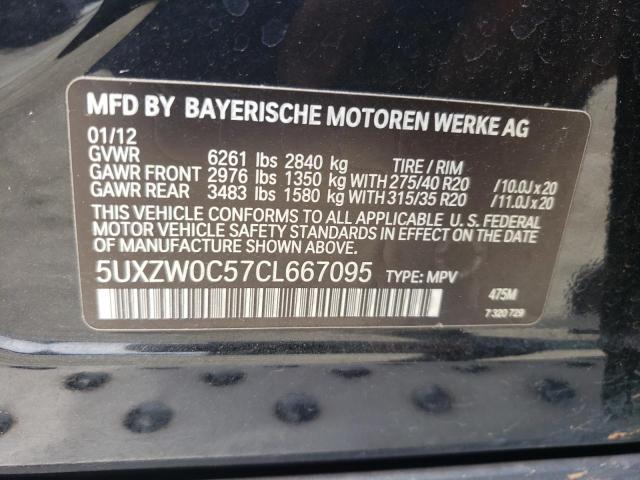 MFD BY BAYERISCHE MOTOREN WERKE AG
01/12
GVWR 6261 lbs 2840 kg TIRE / RIM
GAWR FRONT 2976 lbs 1350 kg WITH 275/40 R20 /10.0J x 20
GAWR REAR 3483 lbs 1580 kg WITH 315/35 R20 /11.0J x 20
THIS VEHICLE CONFORMS TO ALL APPLICABLE U.S. FEDERAL
MOTOR VEHICLE SAFETY STANDARDS
IN EFFECT ON THE DATE OF MANUFACTURE SHOWN ABOVE.
5UXZW0C57CL667095 TYPE: MPV
475M
7 320 729